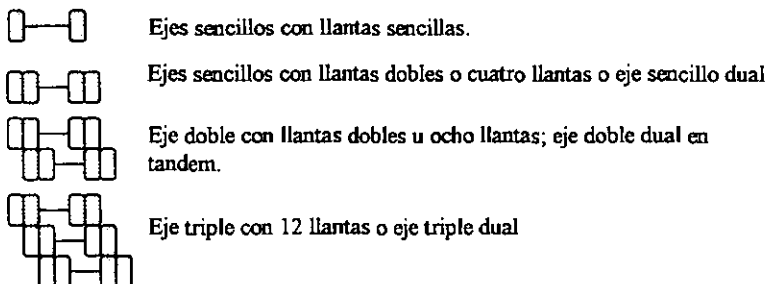 Ejes sencillos con llantas sencillas.
Ejes sencillos con llantas dobles o cuatro llantas o eje sencillo dual
Eje doble con llantas dobles u ocho llantas; eje doble dual en
tandem.
Eje triple con 12 llantas o eje triple dual